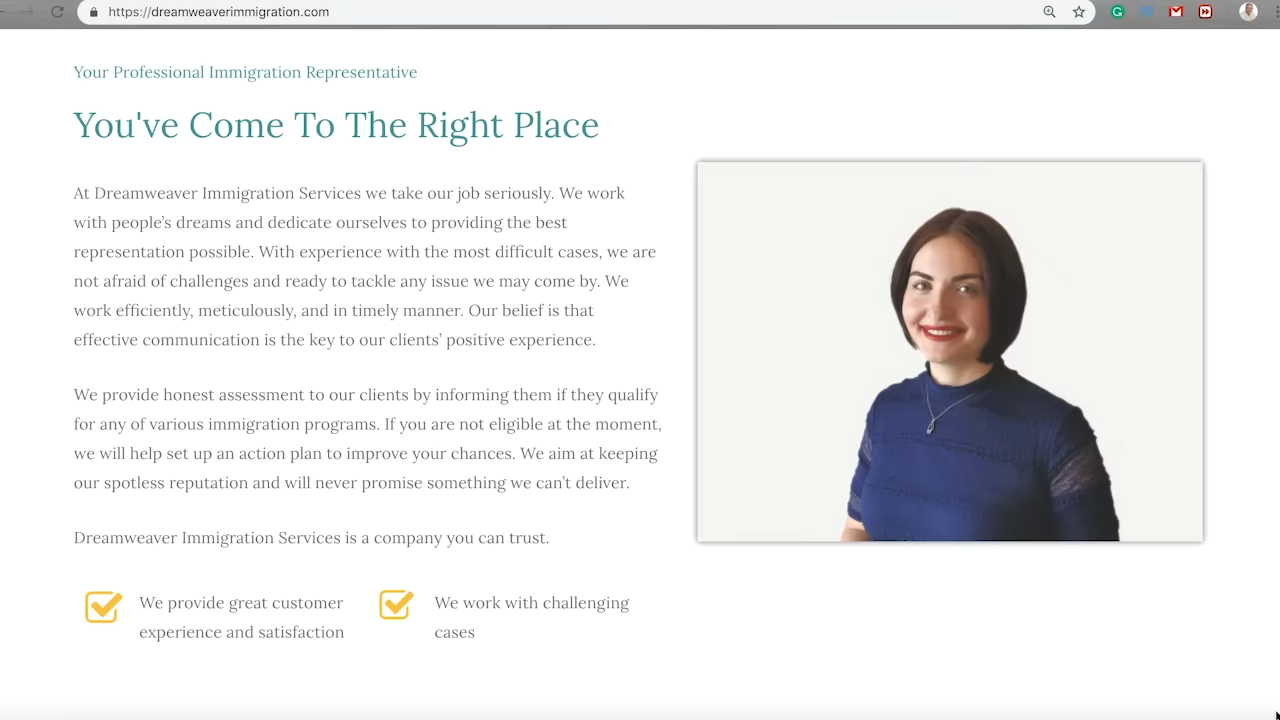 https://dreamweaverimmigration.com
Your Professional Immigration Representative
You've Come To The Right Place
At Dreamweaver Immigration Services we take our job seriously. We work
with people’s dreams and dedicate ourselves to providing the best
representation possible. With experience with the most difficult cases, we are
not afraid of challenges and ready to tackle any issue we may come by. We
work efficiently, meticulously, and in timely manner. Our belief is that
effective communication is the key to our clients’ positive experience.
We provide honest assessment to our clients by informing them if they qualify
for any of various immigration programs. If you are not eligible at the moment,
we will help set up an action plan to improve your chances. We aim at keeping
our spotless reputation and will never promise something we can’t deliver.
Dreamweaver Immigration Services is a company you can trust.
We provide great customer
experience and satisfaction
We work with challenging
cases